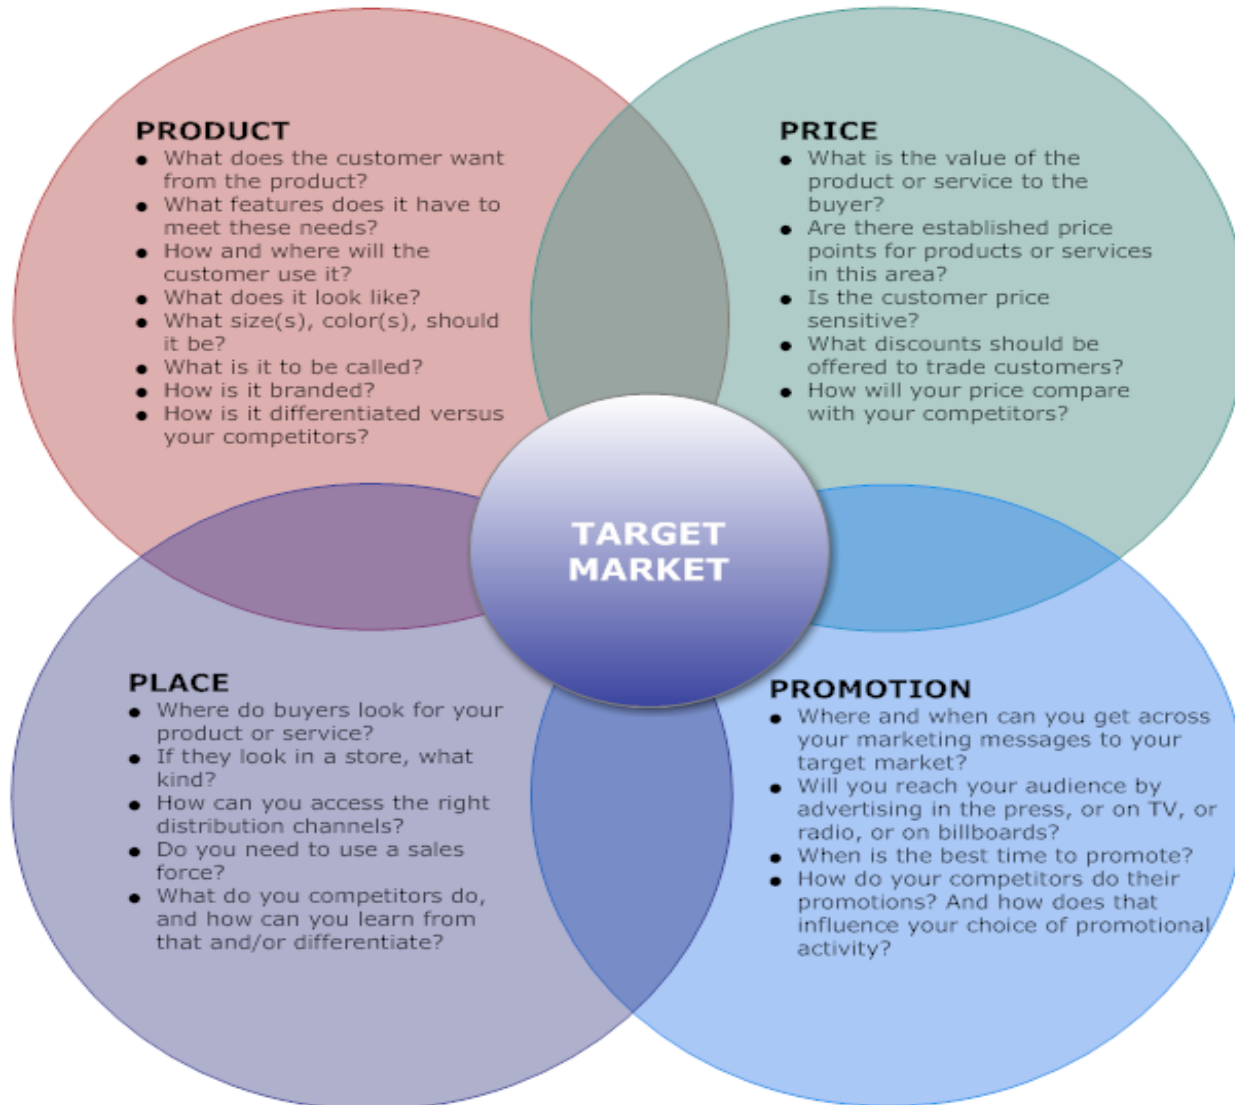 PRODUCT
● What does the customer want
from the product?
● What features does it have to
meet these needs?
● How and where will the
customer use it?
● What does it look like?
● What size(s), color(s), should
it be?
● What is it to be called?
● How is it branded?
● How is it differentiated versus
your competitors?
PRICE
● What is the value of the
product or service to the
buyer?
● Are there established price
points for products or services
in this area?
● Is the customer price
sensitive?
● What discounts should be
offered to trade customers?
● How will your price compare
with your competitors?
TARGET
MARKET
PLACE
● Where do buyers look for your
product or service?
● If they look in a store, what
kind?
● How can you access the right
distribution channels?
● Do you need to use a sales
force?
● What do you competitors do,
and how can you learn from
that and/or differentiate?
PROMOTION
● Where and when can you get across
your marketing messages to your
target market?
● Will you reach your audience by
advertising in the press, or on TV, or
radio, or on billboards?
● When is the best time to promote?
● How do your competitors do their
promotions? And how does that
influence your choice of promotional
activity?